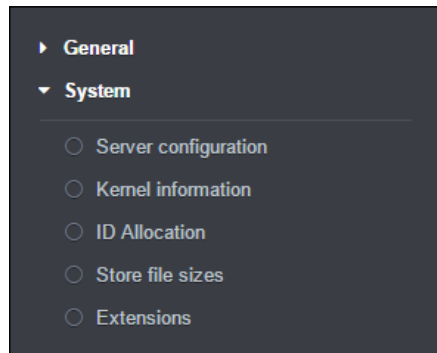 General
System
Server configuration
Kernel information
ID Allocation
Store file sizes
Extensions